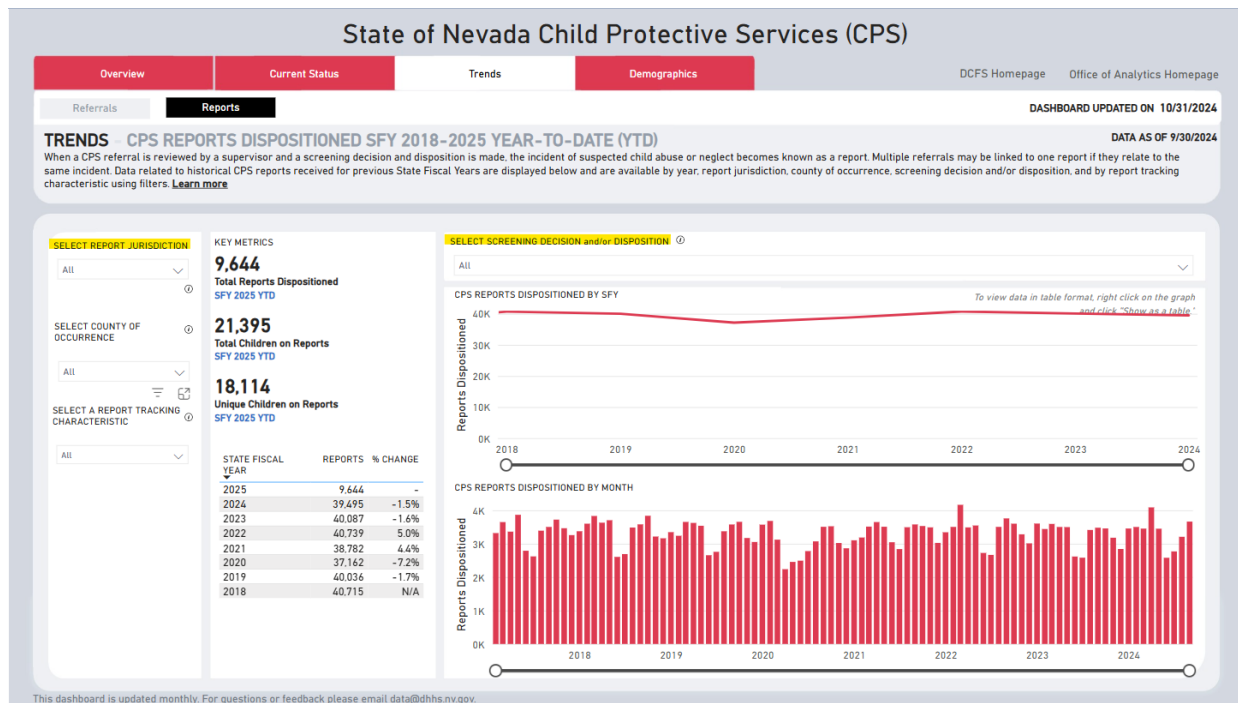 State of Nevada Child Protective Services (CPS)
Overview
Current Status
Trends
Demographics
DCFS Homepage
Office of Analytics Homepage
Referrals
Reports
DASHBOARD UPDATED ON 10/31/2024
TRENDS - CPS REPORTS DISPOSITIONED SFY 2018-2025 YEAR-TO-DATE (YTD)
DATA AS OF 9/30/2024
When a CPS referral is reviewed by a supervisor and a screening decision and disposition is made, the incident of suspected child abuse or neglect becomes known as a report. Multiple referrals may be linked to one report if they relate to the
same incident. Data related to historical CPS reports received for previous State Fiscal Years are displayed below and are available by year, report jurisdiction, county of occurrence, screening decision and/or disposition, and by report tracking
characteristic using filters. Learn more
SELECT REPORT JURISDICTION
All
SELECT COUNTY OF
OCCURRENCE
All
SELECT A REPORT TRACKING
CHARACTERISTIC
All
KEY METRICS
9,644
Total Reports Dispositioned
SFY 2025 YTD
21,395
Total Children on Reports
SFY 2025 YTD
18,114
Unique Children on Reports
SFY 2025 YTD
STATE FISCAL REPORTS % CHANGE
YEAR
2025 9,644 -
2024 39,495 -1.5%
2023 40,087 -1.6%
2022 40,739 5.0%
2021 38,782 4.4%
2020 37,162 -7.2%
2019 40,036 -1.7%
2018 40,715 N/A
SELECT SCREENING DECISION and/or DISPOSITION
All
CPS REPORTS DISPOSITIONED BY SFY
To view data in table format, right click on the graph
and click "Show as a table."
Reports Dispositioned
40K
30K
20K
10K
0K
2018 2019 2020 2021 2022 2023 2024
CPS REPORTS DISPOSITIONED BY MONTH
Reports Dispositioned
4K
3K
2K
1K
0K
2018 2019 2020 2021 2022 2023 2024
This dashboard is updated monthly. For questions or feedback please email data@dhhs.nv.gov.